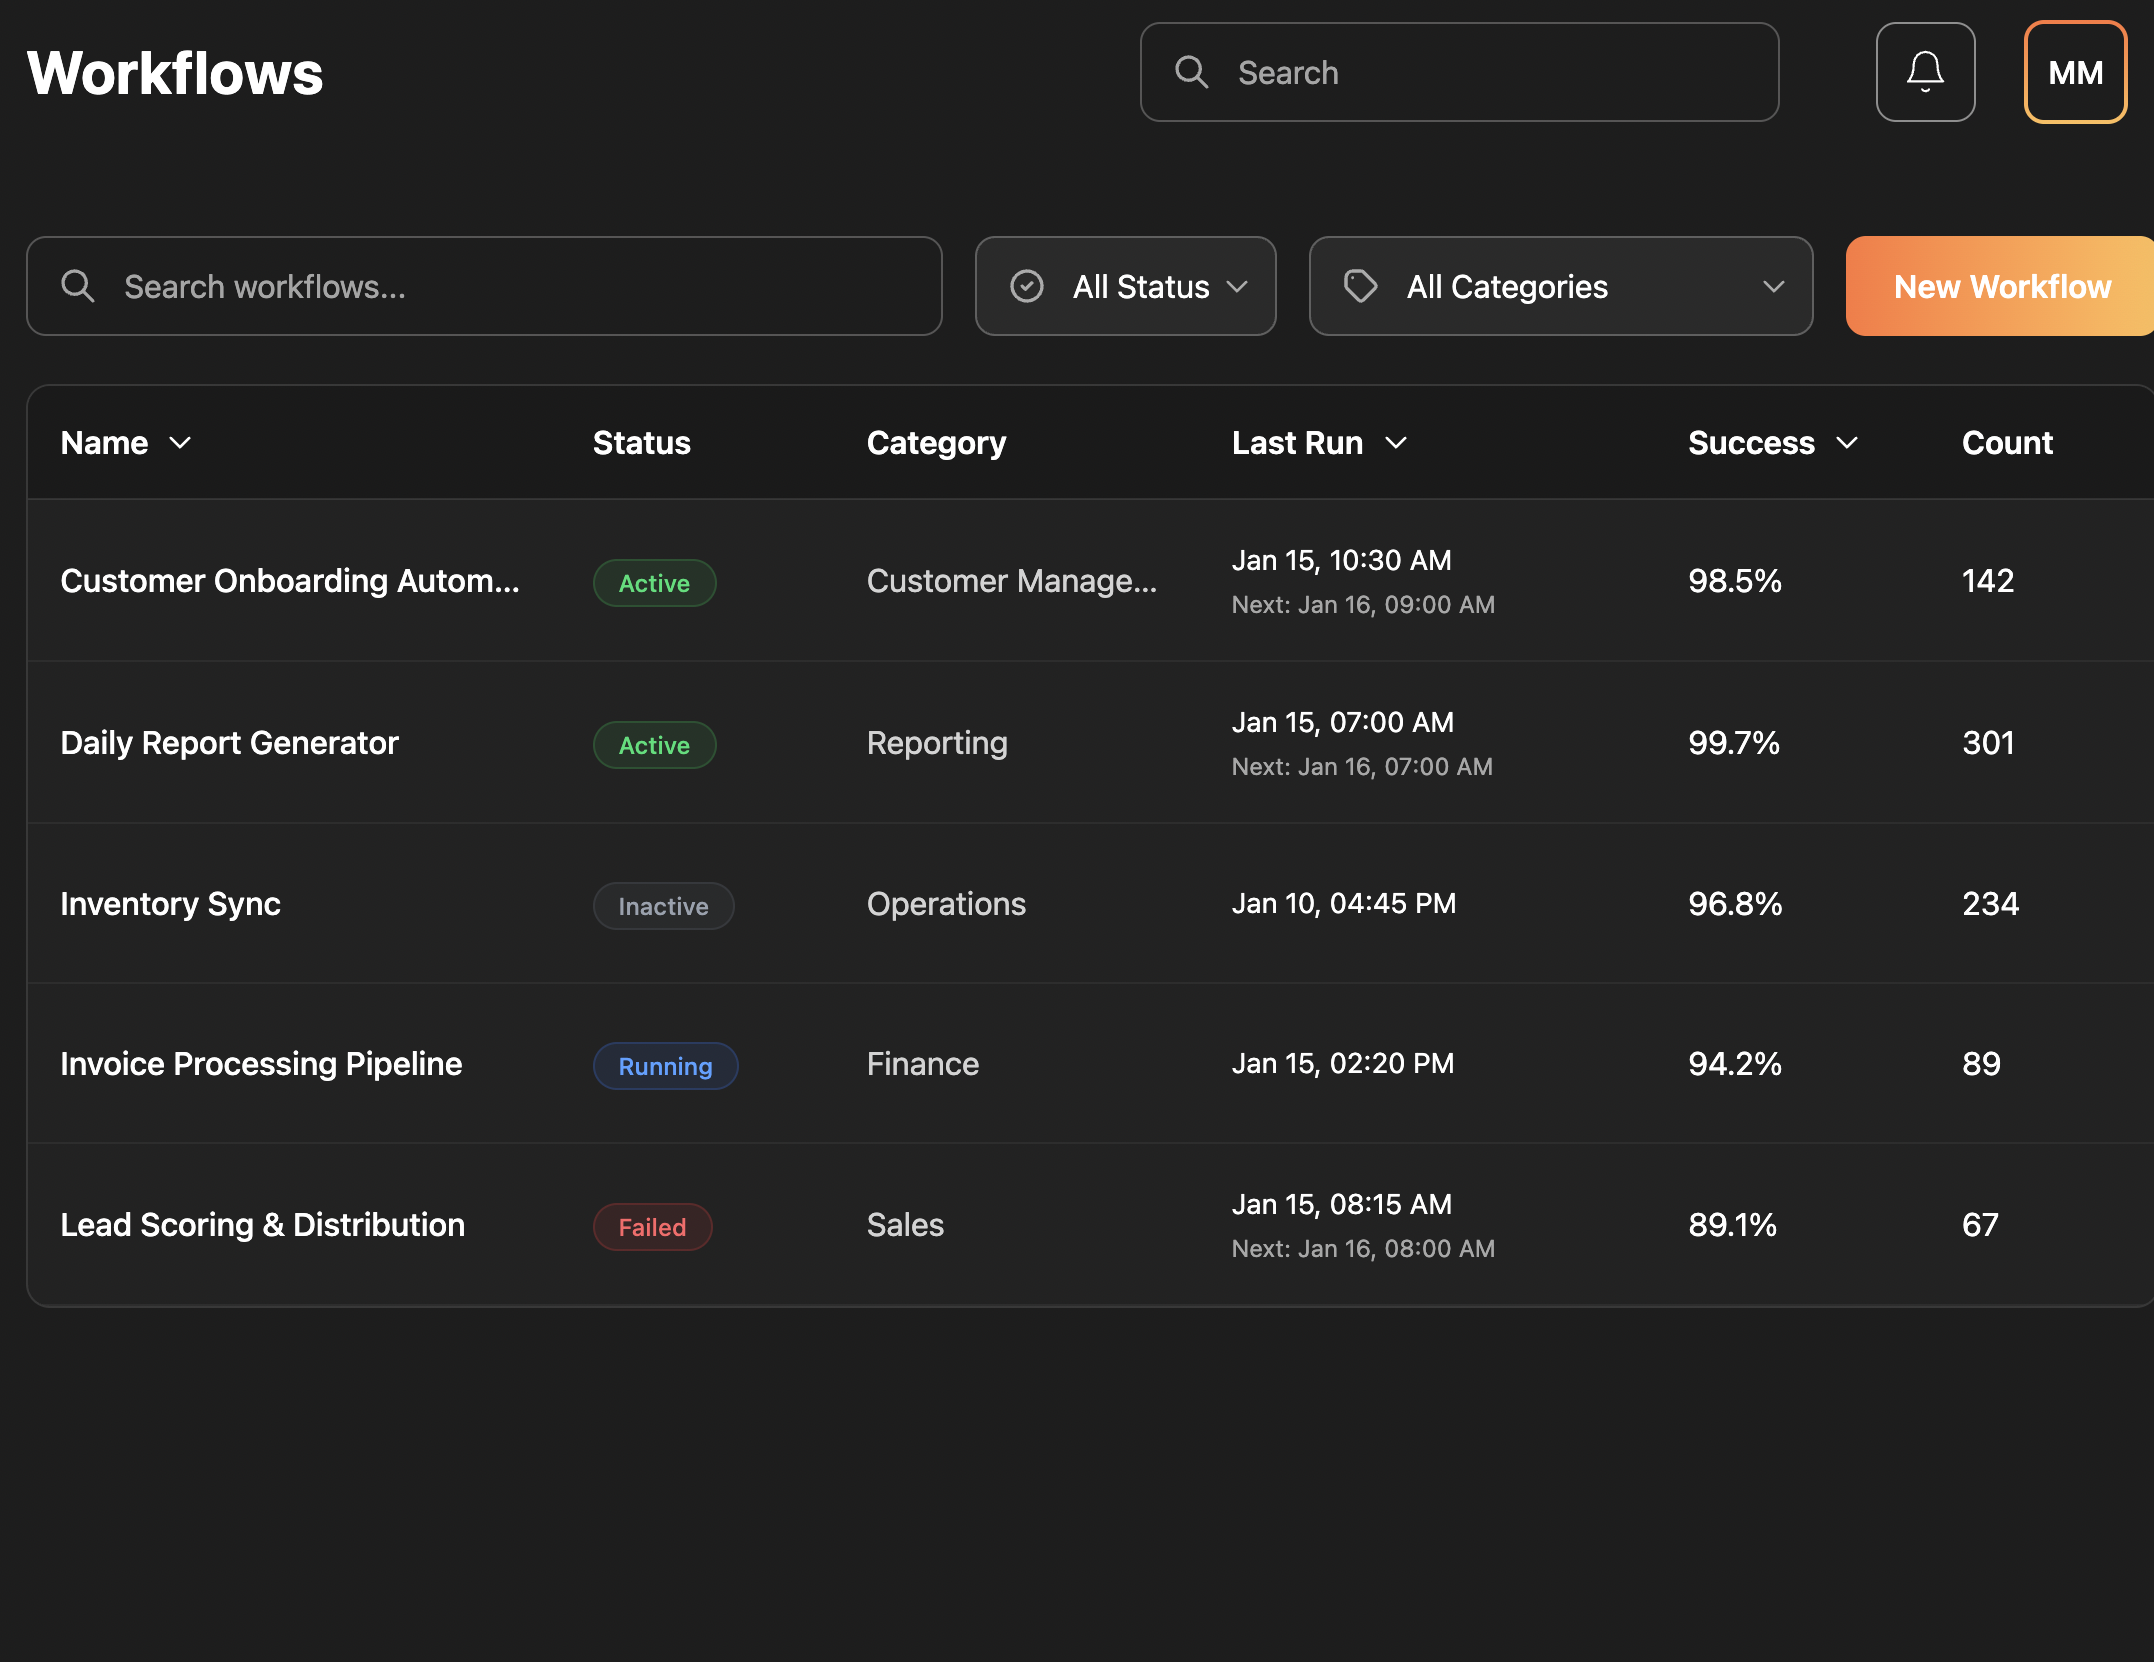 Workflows
Search
MM
Search workflows...
All Status
All Categories
New Workflow
Name Status Category Last Run Success Count
Customer Onboarding Autom... Active Customer Manage... Jan 15, 10:30 AM 98.5% 142
Next: Jan 16, 09:00 AM
Daily Report Generator Active Reporting Jan 15, 07:00 AM 99.7% 301
Next: Jan 16, 07:00 AM
Inventory Sync Inactive Operations Jan 10, 04:45 PM 96.8% 234
Invoice Processing Pipeline Running Finance Jan 15, 02:20 PM 94.2% 89
Lead Scoring & Distribution Failed Sales Jan 15, 08:15 AM 89.1% 67
Next: Jan 16, 08:00 AM